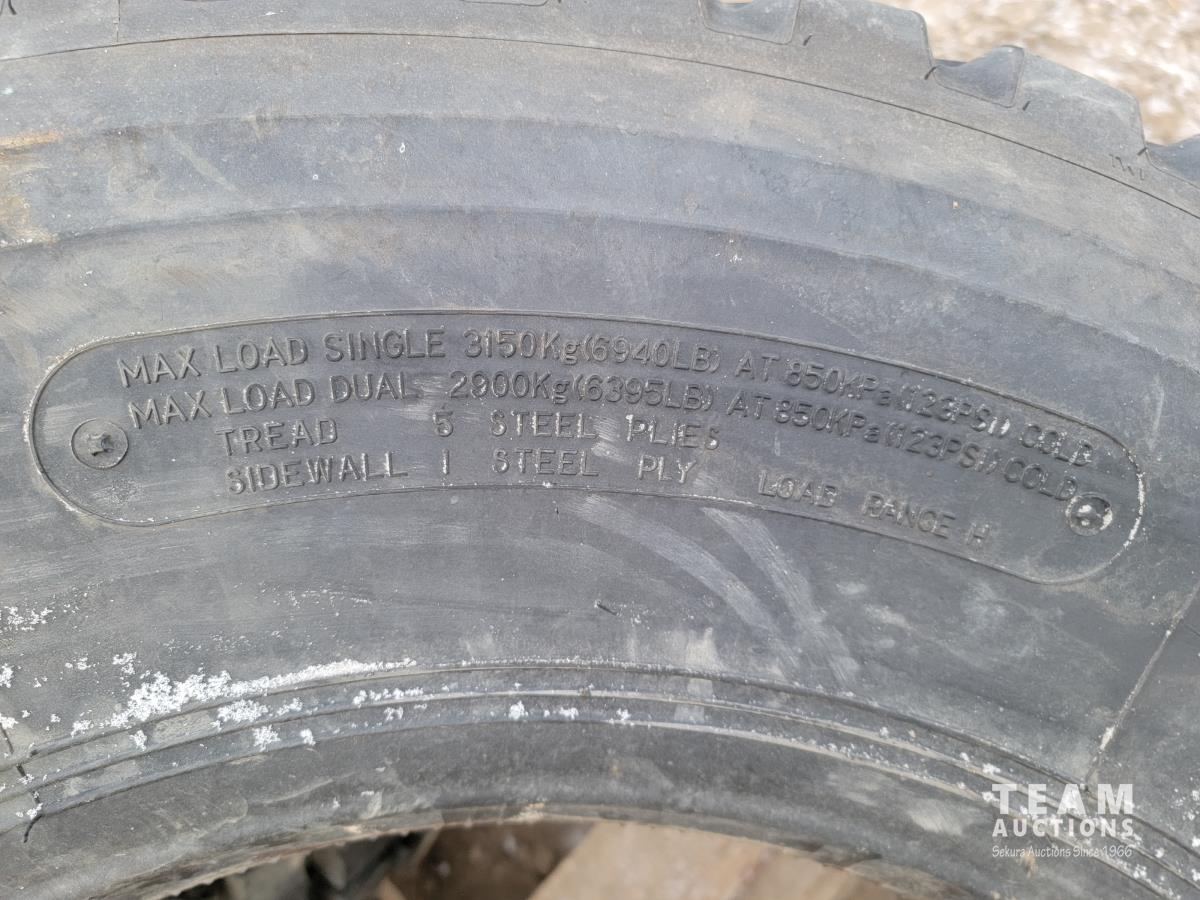 MAX LOAD SINGLE 3150Kg(6940LB) AT 850KPa(123PSI) COLD
MAX LOAD DUAL 2900Kg(6395LB) AT 850KPa(123PSI) COLD
TREAD 5 STEEL PLIES
SIDEWALL 1 STEEL PLY LOAD RANGE H
TEAM
AUCTIONS
Sekura Auctions Since 1966